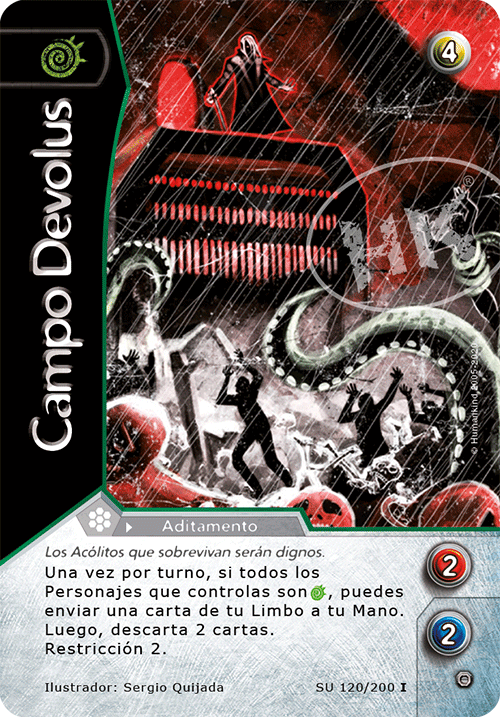 4
Campo Devolus
HK®
© Humankind 2005-2021
Aditamento
Los Acólitos que sobrevivan serán dignos.
Una vez por turno, si todos los
Personajes que controlas son , puedes
enviar una carta de tu Limbo a tu Mano.
Luego, descarta 2 cartas.
Restricción 2.
2
2
Ilustrador: Sergio Quijada
SU 120/200 I